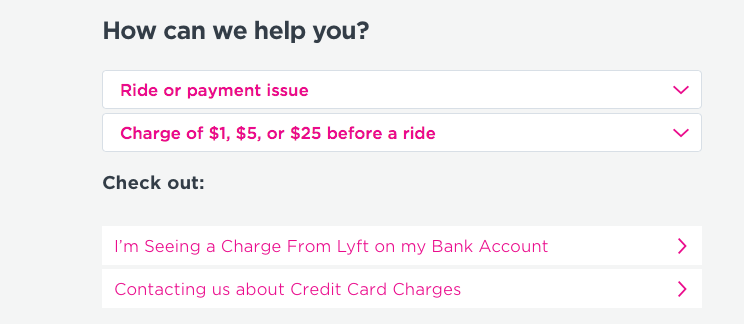 How can we help you?
Ride or payment issue
Charge of $1, $5, or $25 before a ride
Check out:
I'm Seeing a Charge From Lyft on my Bank Account
Contacting us about Credit Card Charges